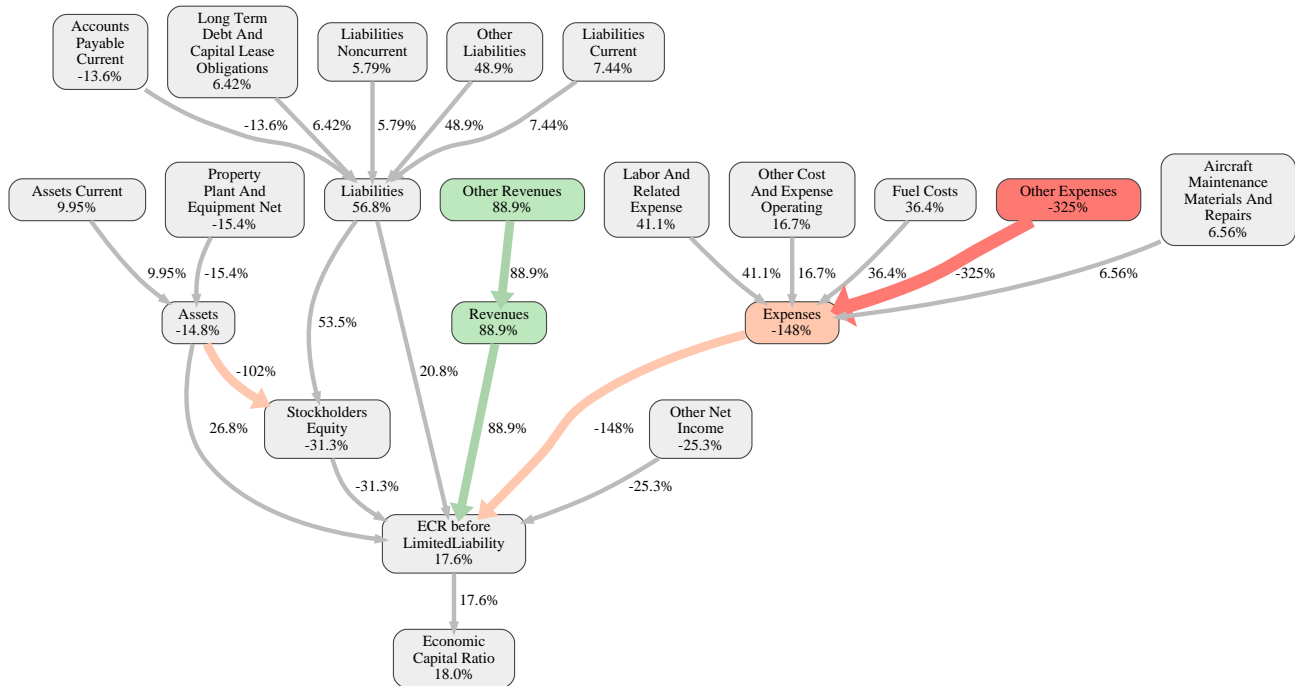 Accounts
Payable
Current
-13.6%
Long Term
Debt And
Capital Lease
Obligations
6.42%
Liabilities
Noncurrent
5.79%
Other
Liabilities
48.9%
Liabilities
Current
7.44%
-13.6%
6.42%
5.79%
48.9%
7.44%
Assets Current
9.95%
Property
Plant And
Equipment Net
-15.4%
Liabilities
56.8%
Other Revenues
88.9%
Labor And
Related
Expense
41.1%
Other Cost
And Expense
Operating
16.7%
Fuel Costs
36.4%
Other Expenses
-325%
Aircraft
Maintenance
Materials And
Repairs
6.56%
9.95%
-15.4%
88.9%
41.1%
16.7%
36.4%
-325%
6.56%
Assets
-14.8%
53.5%
Revenues
88.9%
Expenses
-148%
-102%
20.8%
Stockholders
Equity
-31.3%
26.8%
88.9%
-148%
Other Net
Income
-25.3%
-31.3%
-25.3%
ECR before
LimitedLiability
17.6%
17.6%
Economic
Capital Ratio
18.0%